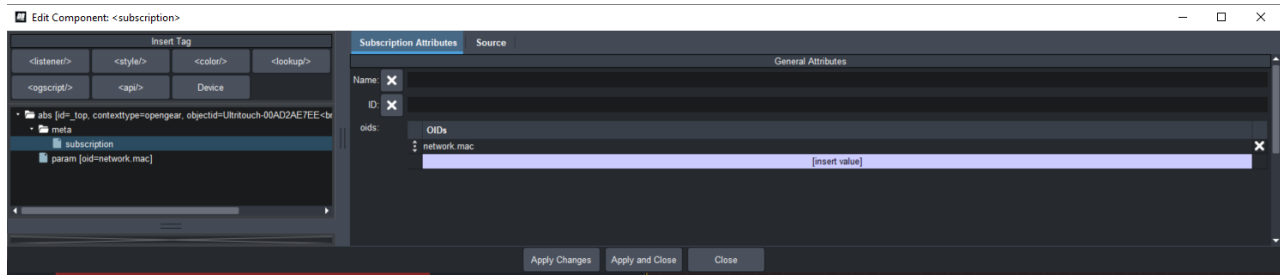 Edit Component: <subscription>
Insert Tag
<listener/> <style/> <color/> <lookup/>
<ogscript/> <api/> Device
abs [id=_top, contexttype=opengear, objectid=Ultritouch-00AD2AE7EE<br
meta
subscription
param [oid=network.mac]
Subscription Attributes Source
General Attributes
Name:
ID:
oids:
OIDs
network.mac
[insert value]
Apply Changes Apply and Close Close